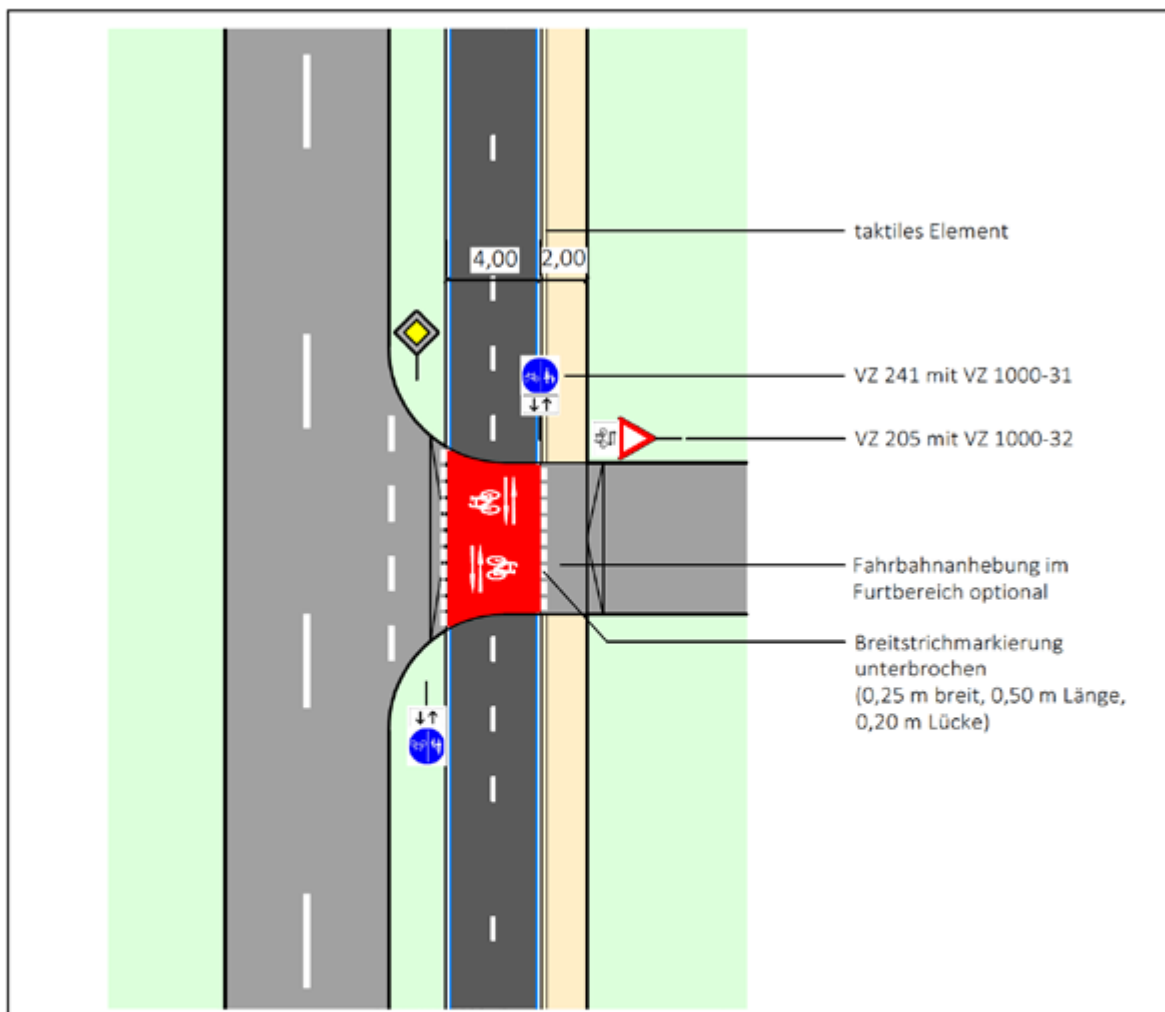 taktiles Element
4,00
2,00
VZ 241 mit VZ 1000-31
VZ 205 mit VZ 1000-32
Fahrbahnanhebung im
Furtbereich optional
Breitstrichmarkierung
unterbrochen
(0,25 m breit, 0,50 m Länge,
0,20 m Lücke)